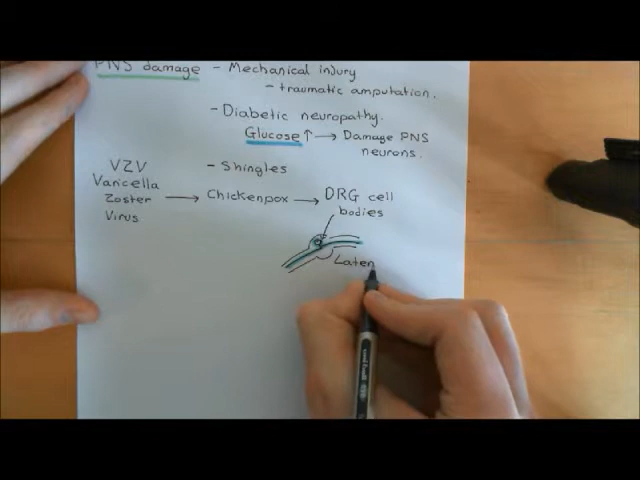 PNS damage - Mechanical injury
- traumatic amputation.
- Diabetic neuropathy.
Glucose ↑ → Damage PNS
neurons.
- Shingles
VZV
Varicella
Zoster
Virus
→ Chickenpox → DRG cell
bodies
Laten